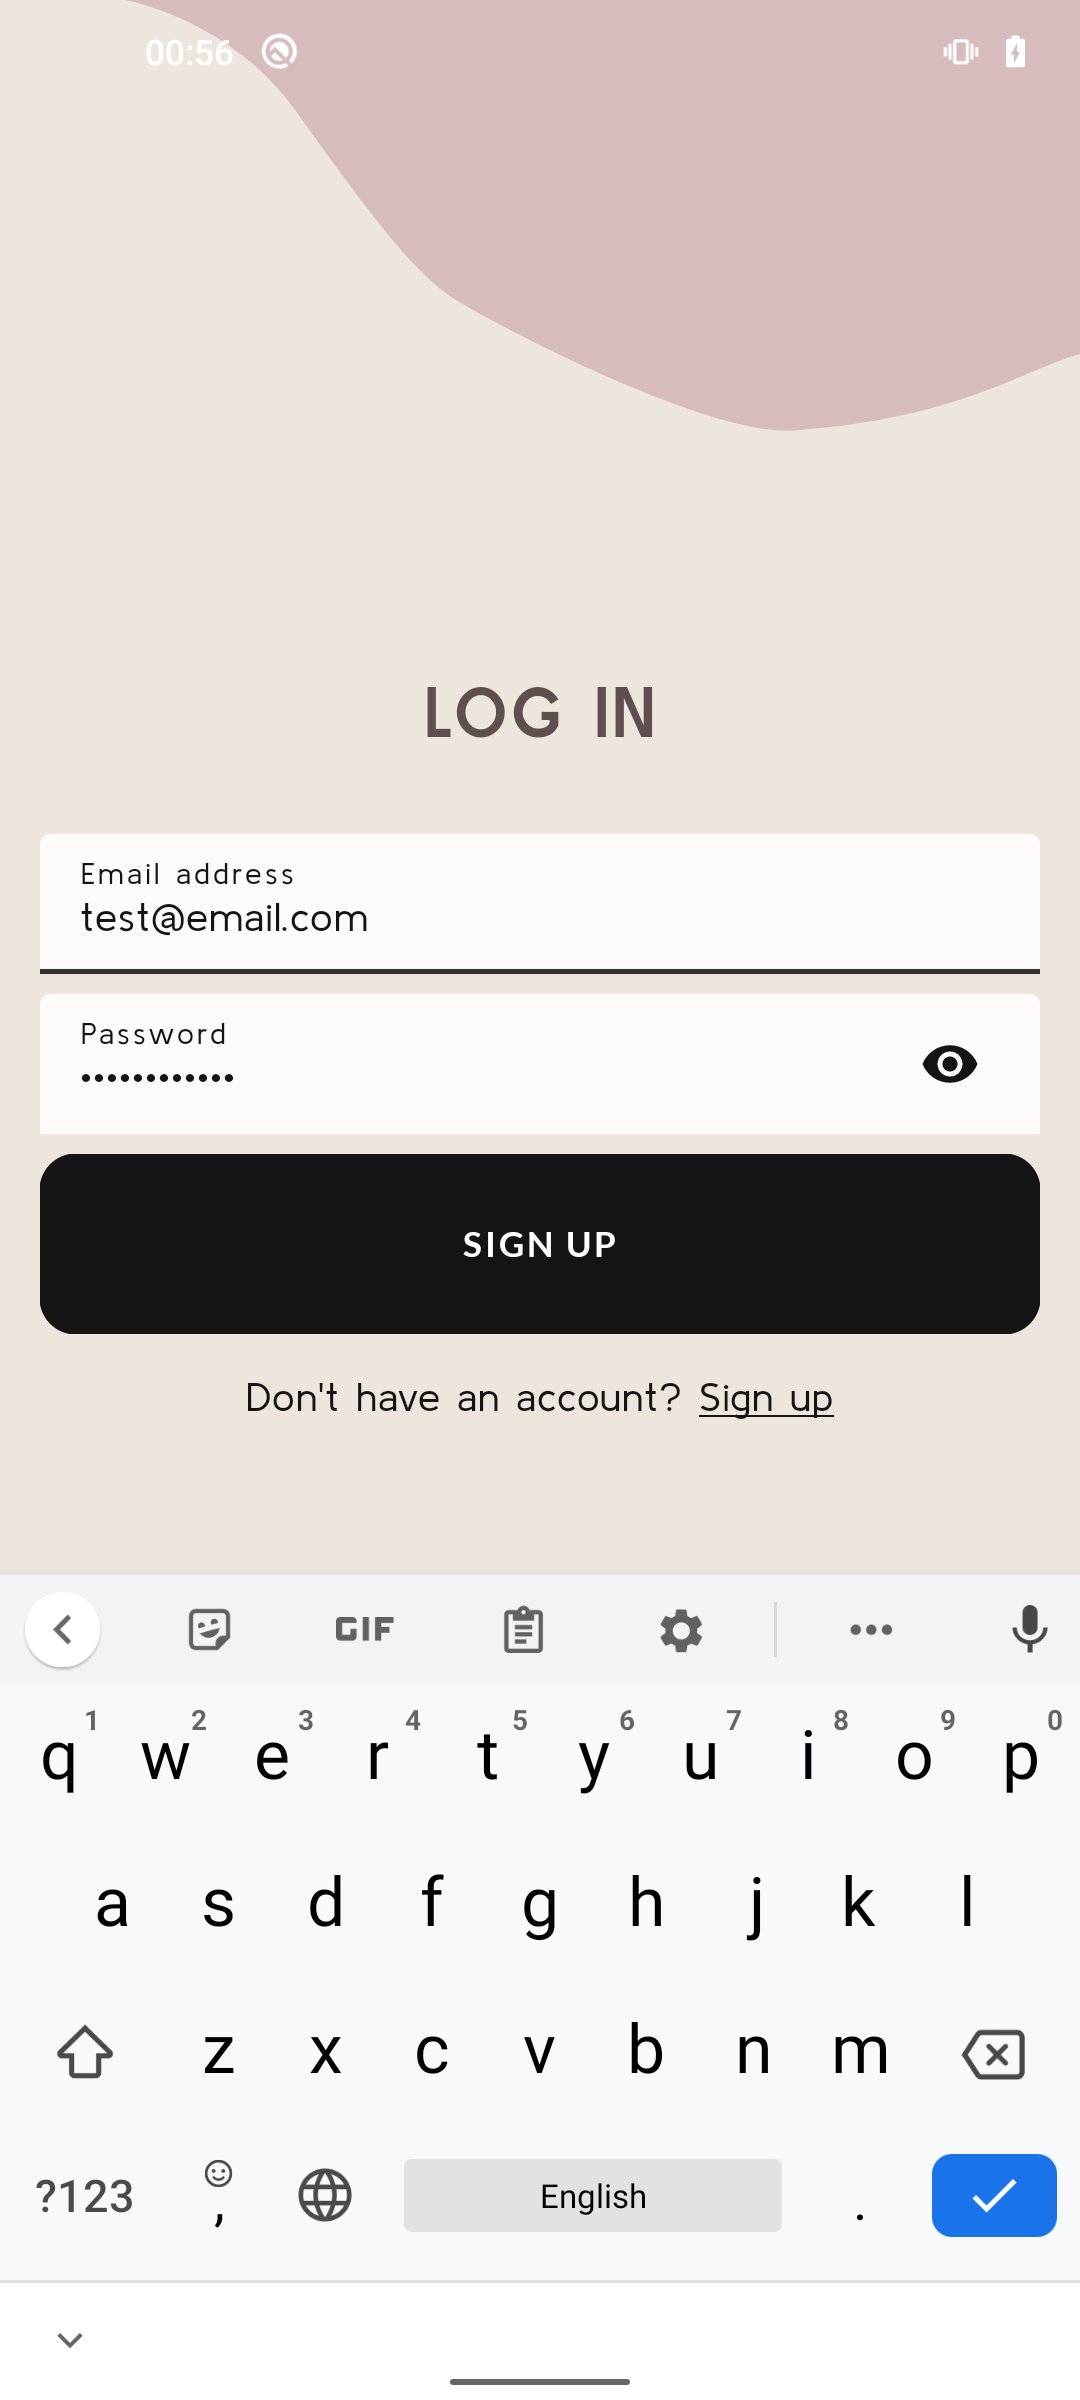 00:56
LOG IN
Email address
test@email.com
Password
••••••••••••
SIGN UP
Don't have an account? Sign up
GIF
1 2 3 4 5 6 7 8 9 0
q w e r t y u i o p
a s d f g h j k l
z x c v b n m
?123 , English .